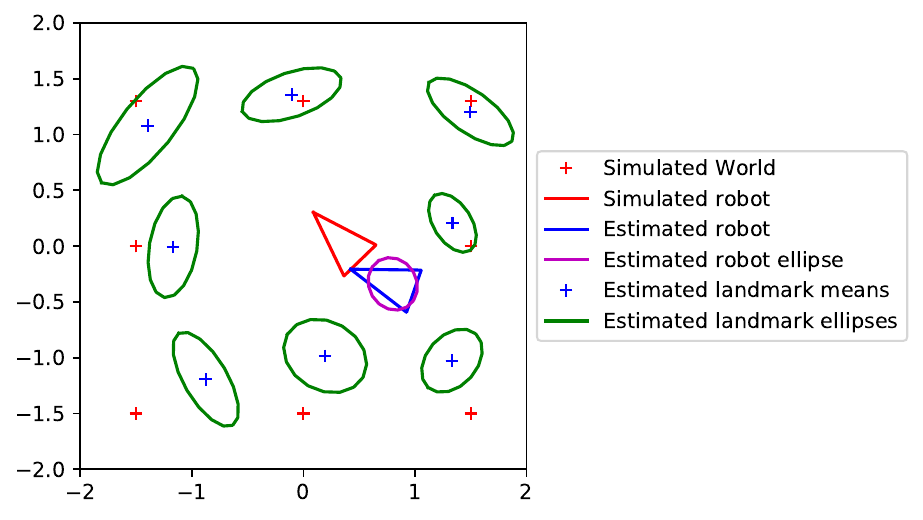 2.0
1.5
1.0
0.5
0.0
−0.5
−1.0
−1.5
−2.0
−2 −1 0 1 2
Simulated World
Simulated robot
Estimated robot
Estimated robot ellipse
Estimated landmark means
Estimated landmark ellipses